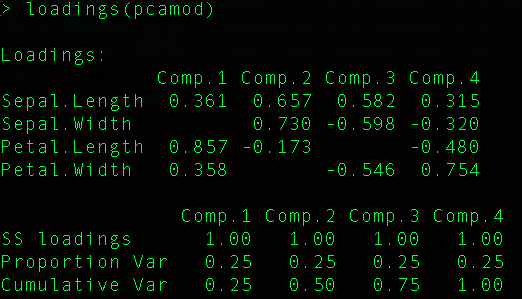 > loadings(pcamod)
Loadings:
Comp.1 Comp.2 Comp.3 Comp.4
Sepal.Length 0.361 0.657 0.582 0.315
Sepal.Width 0.730 -0.598 -0.320
Petal.Length 0.857 -0.173 -0.480
Petal.Width 0.358 -0.546 0.754
Comp.1 Comp.2 Comp.3 Comp.4
SS loadings 1.00 1.00 1.00 1.00
Proportion Var 0.25 0.25 0.25 0.25
Cumulative Var 0.25 0.50 0.75 1.00